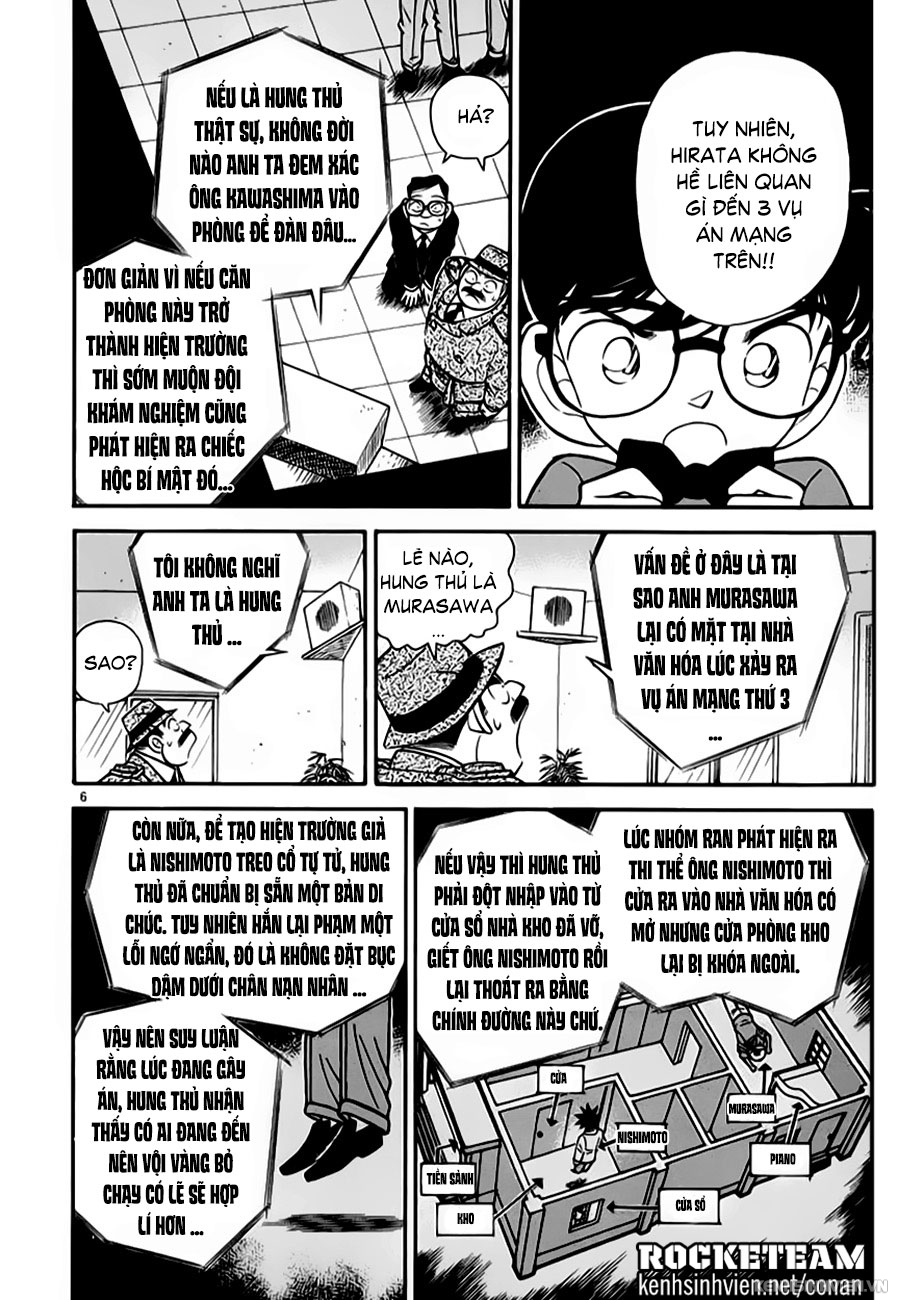 TUY NHIÊN,
HIRATA KHÔNG
HỀ LIÊN QUAN
GÌ ĐẾN 3 VỤ
ÁN MẠNG
TRÊN!!
HẢ?
NẾU LÀ HUNG THỦ
THẬT SỰ, KHÔNG ĐỜI
NÀO ANH TA ĐEM XÁC
ÔNG KAWASHIMA VÀO
PHÒNG ĐỂ ĐÀN ĐÂU...
ĐƠN GIẢN VÌ NẾU CĂN
PHÒNG NÀY TRỞ
THÀNH HIỆN TRƯỜNG
THÌ SỚM MUỘN ĐỘI
KHÁM NGHIỆM CŨNG
PHÁT HIỆN RA CHIẾC
HỘC BÍ MẬT ĐÓ...
VẤN ĐỀ Ở ĐÂY LÀ TẠI
SAO ANH MURASAWA
LẠI CÓ MẶT TẠI NHÀ
VĂN HÓA LÚC XẢY RA
VỤ ÁN MẠNG THỨ 3
...
LẼ NÀO,
HUNG THỦ LÀ
MURASAWA
...
TÔI KHÔNG NGHĨ
ANH TA LÀ HUNG
THỦ ...
SAO?
6
LÚC NHÓM RAN PHÁT HIỆN RA
THI THỂ ÔNG NISHIMOTO THÌ
CỬA RA VÀO NHÀ VĂN HÓA CÓ
MỞ NHƯNG CỬA PHÒNG KHO
LẠI BỊ KHÓA NGOÀI.
NẾU VẬY THÌ HUNG THỦ
PHẢI ĐỘT NHẬP VÀO TỪ
CỬA SỔ NHÀ KHO ĐÃ VỠ,
GIẾT ÔNG NISHIMOTO RỒI
LẠI THOÁT RA BẰNG
CHÍNH ĐƯỜNG NÀY CHỨ.
CỬA
MURASAWA
NISHIMOTO
PIANO
TIỀN SẢNH
KHO
CỬA SỔ
CÒN NỮA, ĐỂ TẠO HIỆN TRƯỜNG GIẢ
LÀ NISHIMOTO TREO CỔ TỰ TỬ, HUNG
THỦ ĐÃ CHUẨN BỊ SẴN MỘT BẢN DI
CHÚC. TUY NHIÊN HẮN LẠI PHẠM MỘT
LỖI NGỚ NGẨN, ĐÓ LÀ KHÔNG ĐẶT BỤC
DẬM DƯỚI CHÂN NẠN NHÂN ...
VẬY NÊN SUY LUẬN
RẰNG LÚC ĐANG GÂY
ÁN, HUNG THỦ NHẬN
THẤY CÓ AI ĐANG ĐẾN
NÊN VỘI VÀNG BỎ
CHẠY CÓ LẼ SẼ HỢP
LÍ HƠN ...
ROCKETEAM
kenhsinhvien.net/conan